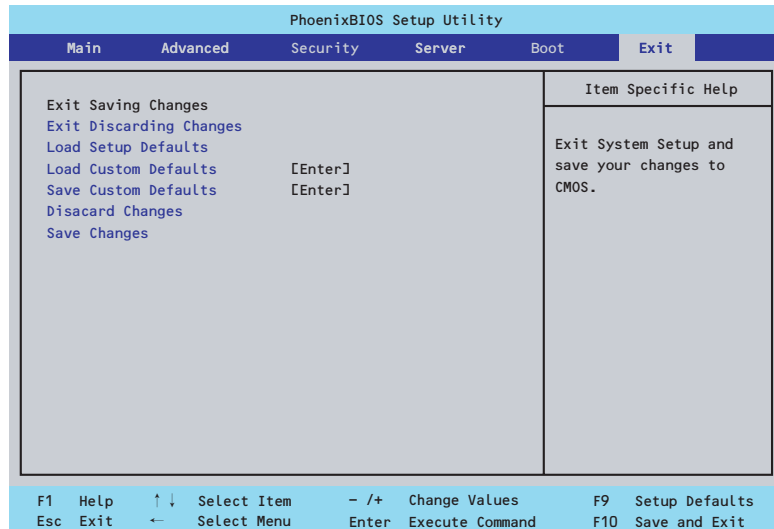 PhoenixBIOS Setup Utility
Main Advanced Security Server Boot Exit
Item Specific Help
Exit Saving Changes
Exit Discarding Changes
Load Setup Defaults
Load Custom Defaults [Enter]
Save Custom Defaults [Enter]
Disacard Changes
Save Changes
Exit System Setup and
save your changes to
CMOS.
F1 Help ↑↓ Select Item - /+ Change Values F9 Setup Defaults
Esc Exit ← Select Menu Enter Execute Command F10 Save and Exit